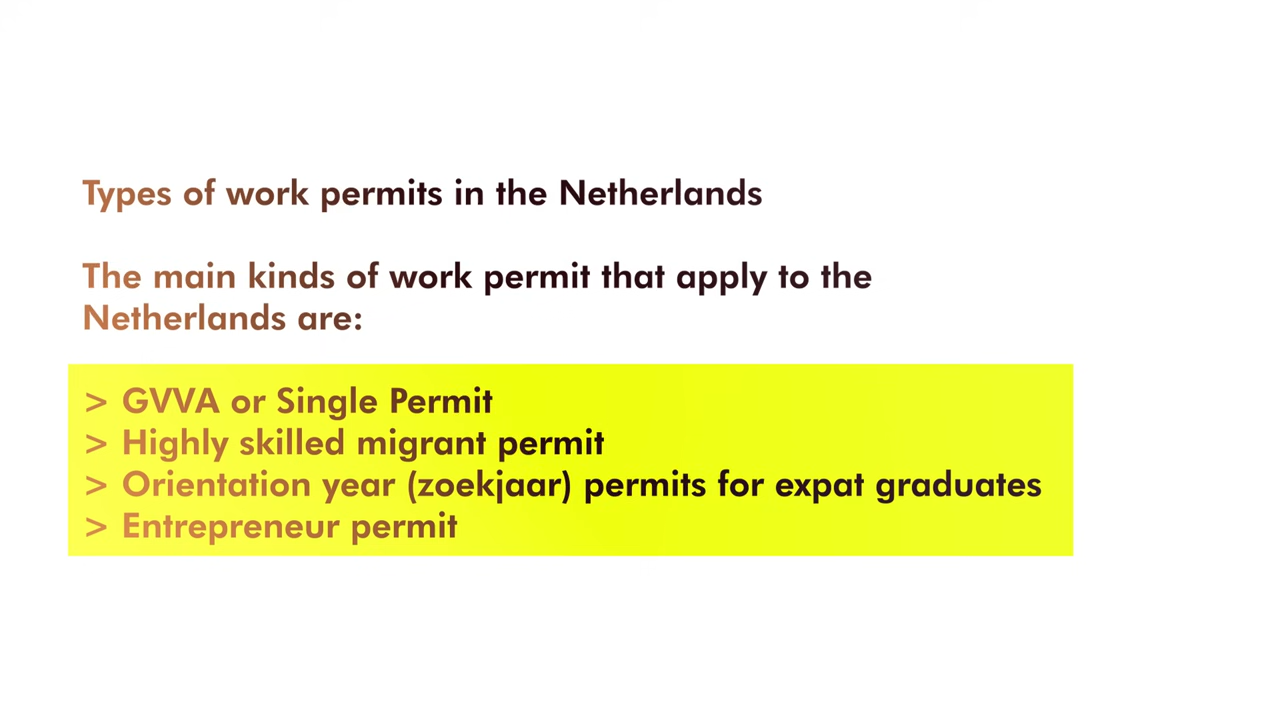 Types of work permits in the Netherlands
The main kinds of work permit that apply to the
Netherlands are:
> GVVA or Single Permit
> Highly skilled migrant permit
> Orientation year (zoekjaar) permits for expat graduates
> Entrepreneur permit